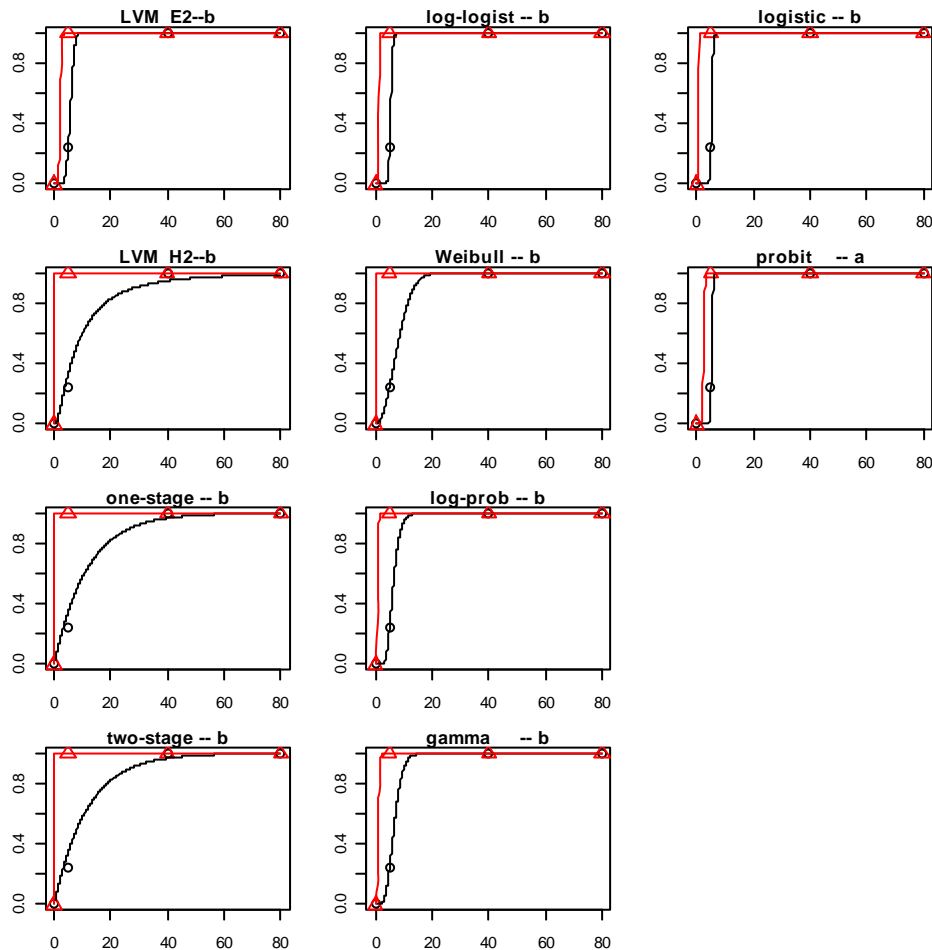 LVM E2--b
log-logist -- b
logistic -- b
0.0 0.4 0.8
0.0 0.4 0.8
0.0 0.4 0.8
0 20 40 60 80
0 20 40 60 80
0 20 40 60 80
LVM H2--b
Weibull -- b
probit -- a
0.0 0.4 0.8
0.0 0.4 0.8
0.0 0.4 0.8
0 20 40 60 80
0 20 40 60 80
0 20 40 60 80
one-stage -- b
log-prob -- b
0.0 0.4 0.8
0.0 0.4 0.8
0 20 40 60 80
0 20 40 60 80
two-stage -- b
gamma -- b
0.0 0.4 0.8
0.0 0.4 0.8
0 20 40 60 80
0 20 40 60 80